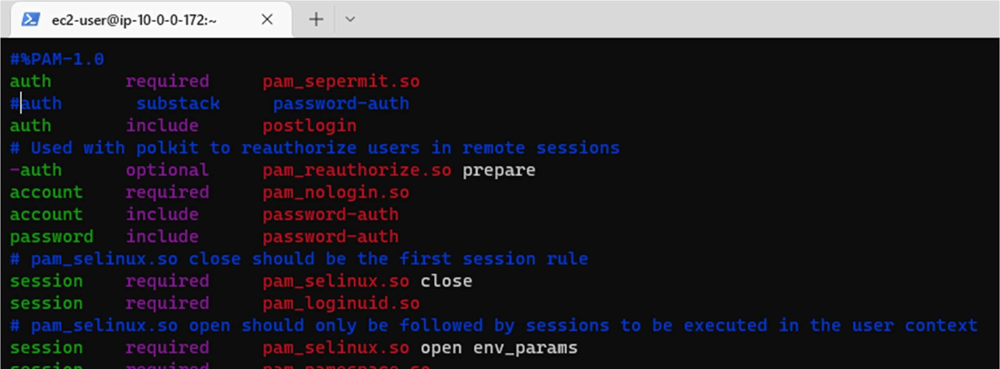 ec2-user@ip-10-0-0-172:~
#%PAM-1.0
auth required pam_sepermit.so
#auth substack password-auth
auth include postlogin
# Used with polkit to reauthorize users in remote sessions
-auth optional pam_reauthorize.so prepare
account required pam_nologin.so
account include password-auth
password include password-auth
# pam_selinux.so close should be the first session rule
session required pam_selinux.so close
session required pam_loginuid.so
# pam_selinux.so open should only be followed by sessions to be executed in the user context
session required pam_selinux.so open env_params
session required pam_namespace.so